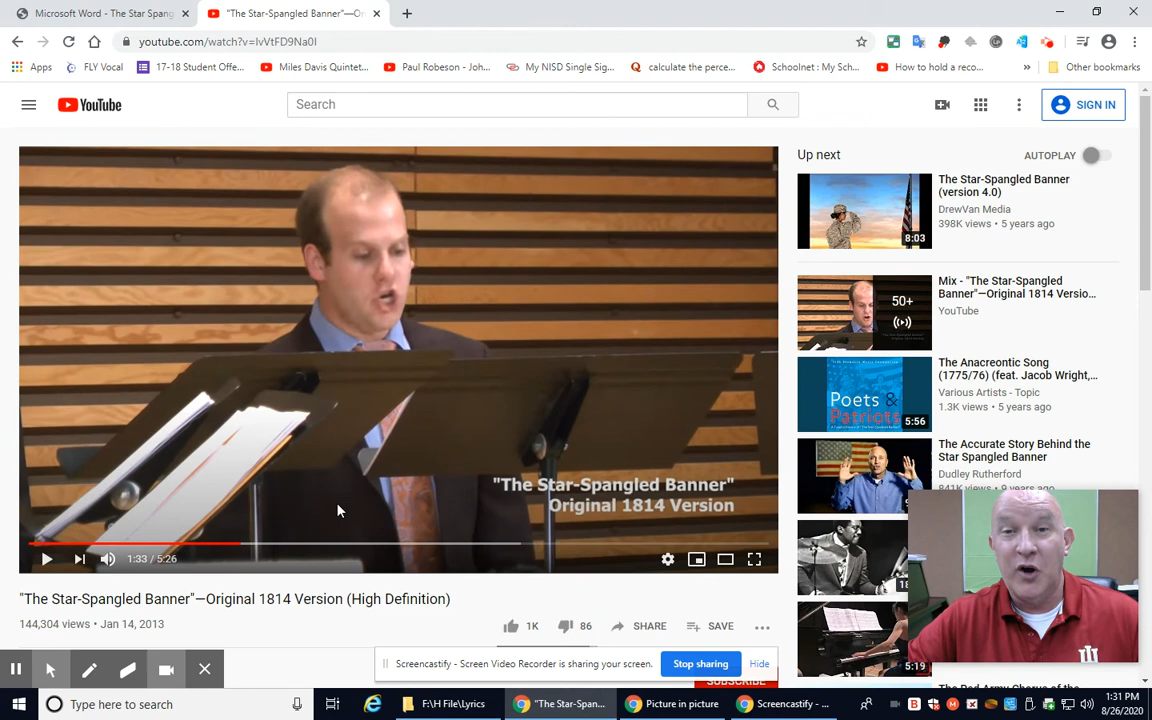 Microsoft Word - The Star Spang
"The Star-Spangled Banner"—Or
youtube.com/watch?v=lvVtFD9Na0I
Apps
FLY Vocal
17-18 Student Offe...
Miles Davis Quintet...
Paul Robeson - Joh...
My NISD Single Sig...
calculate the perce...
Schoolnet : My Sch...
How to hold a reco...
»
Other bookmarks
YouTube
Search
SIGN IN
Up next
AUTOPLAY
The Star-Spangled Banner
(version 4.0)
DrewVan Media
398K views • 5 years ago
8:03
Mix - "The Star-Spangled
Banner"—Original 1814 Versio...
YouTube
50+
The Anacreontic Song
(1775/76) (feat. Jacob Wright,...
Various Artists - Topic
1.3K views • 5 years ago
Poets &
Patriots
5:56
The Accurate Story Behind the
Star Spangled Banner
Dudley Rutherford
841K views • 9 years ago
5:19
"The Star-Spangled Banner"
Original 1814 Version
1:33 / 5:26
"The Star-Spangled Banner"—Original 1814 Version (High Definition)
144,304 views • Jan 14, 2013
1K
86
SHARE
SAVE
Screencastify - Screen Video Recorder is sharing your screen.
Stop sharing
Hide
SUBSCRIBE
Type here to search
F:\H File\Lyrics
"The Star-Span...
Picture in picture
Screencastify - ...
1:31 PM
8/26/2020